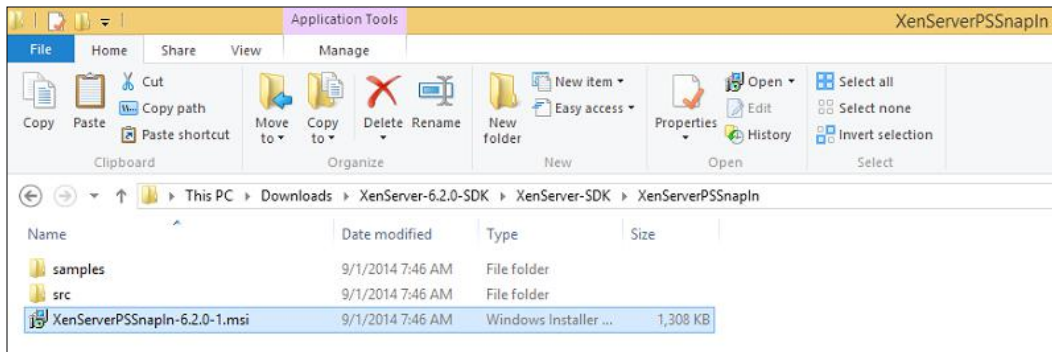 Application Tools
XenServerPSSnapIn
File Home Share View Manage
Copy
Paste
Cut
Copy path
Paste shortcut
Clipboard
Move to
Copy to
Delete
Rename
Organize
New folder
New item
Easy access
New
Properties
Open
Edit
History
Open
Select all
Select none
Invert selection
Select
This PC Downloads XenServer-6.2.0-SDK XenServer-SDK XenServerPSSnapIn
Name Date modified Type Size
samples 9/1/2014 7:46 AM File folder
src 9/1/2014 7:46 AM File folder
XenServerPSSnapIn-6.2.0-1.msi 9/1/2014 7:46 AM Windows Installer ... 1,308 KB